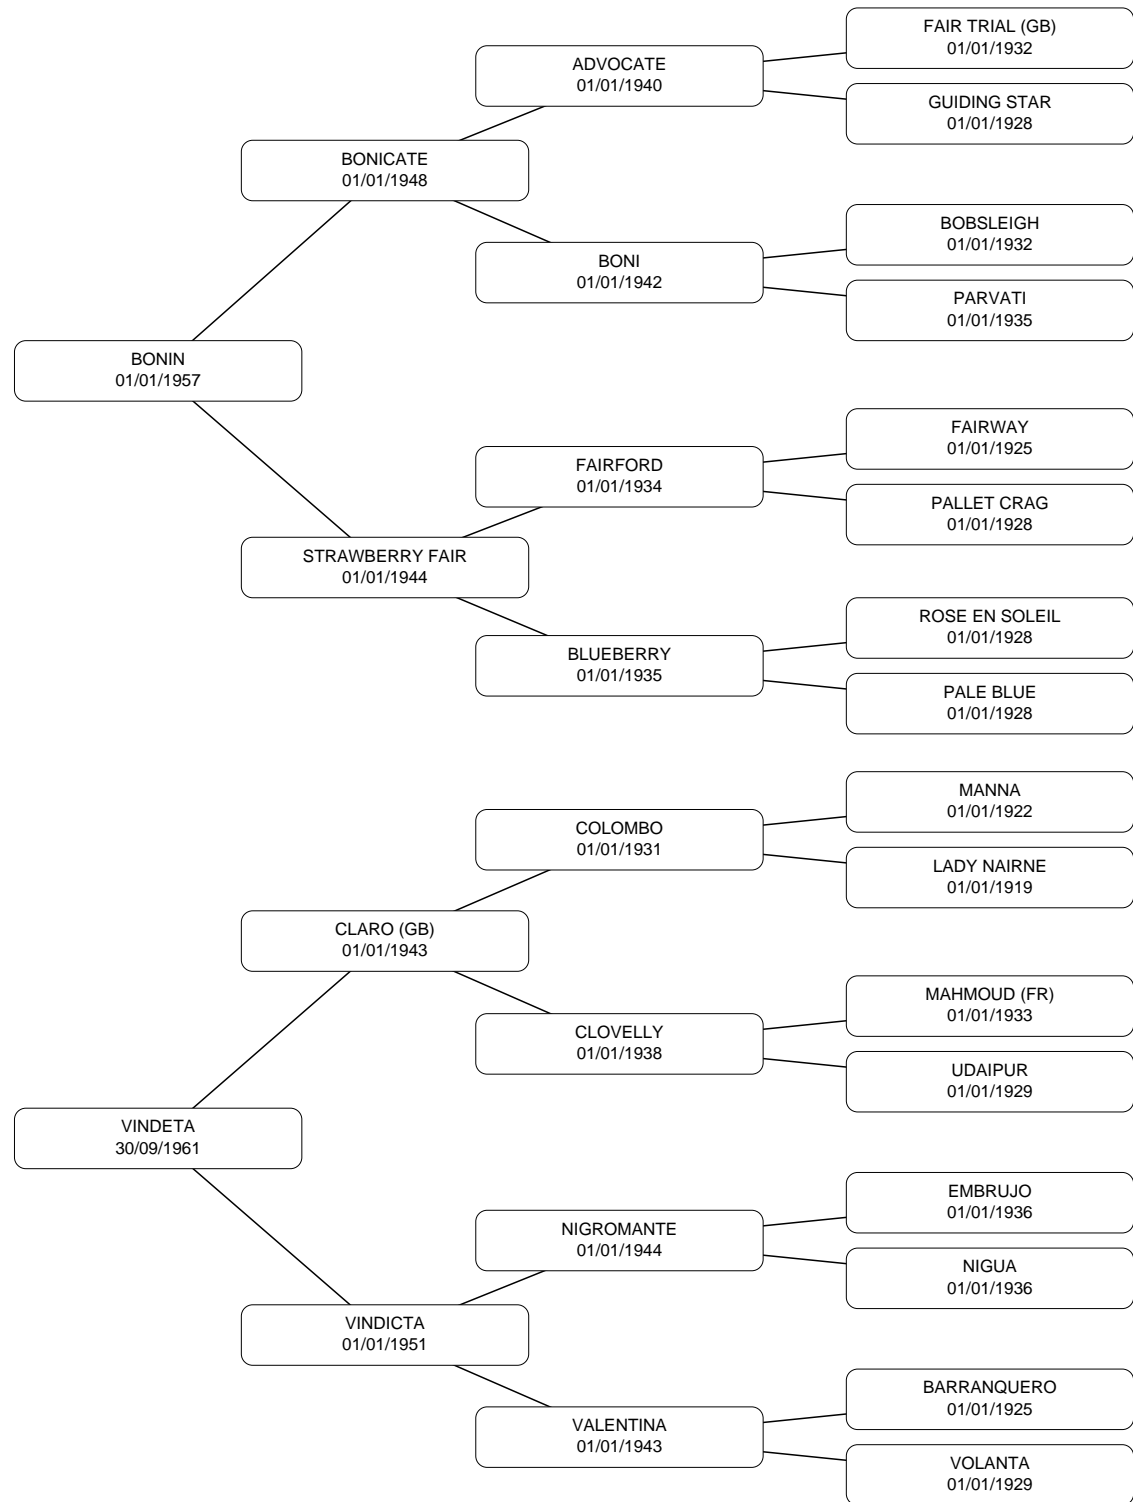 FAIR TRIAL (GB)
01/01/1932
ADVOCATE
01/01/1940
GUIDING STAR
01/01/1928
BONICATE
01/01/1948
BOBSLEIGH
01/01/1932
BONI
01/01/1942
PARVATI
01/01/1935
BONIN
01/01/1957
FAIRWAY
01/01/1925
FAIRFORD
01/01/1934
PALLET CRAG
01/01/1928
STRAWBERRY FAIR
01/01/1944
ROSE EN SOLEIL
01/01/1928
BLUEBERRY
01/01/1935
PALE BLUE
01/01/1928
MANNA
01/01/1922
COLOMBO
01/01/1931
LADY NAIRNE
01/01/1919
CLARO (GB)
01/01/1943
MAHMOUD (FR)
01/01/1933
CLOVELLY
01/01/1938
UDAIPUR
01/01/1929
VINDETA
30/09/1961
EMBRUJO
01/01/1936
NIGROMANTE
01/01/1944
NIGUA
01/01/1936
VINDICTA
01/01/1951
BARRANQUERO
01/01/1925
VALENTINA
01/01/1943
VOLANTA
01/01/1929